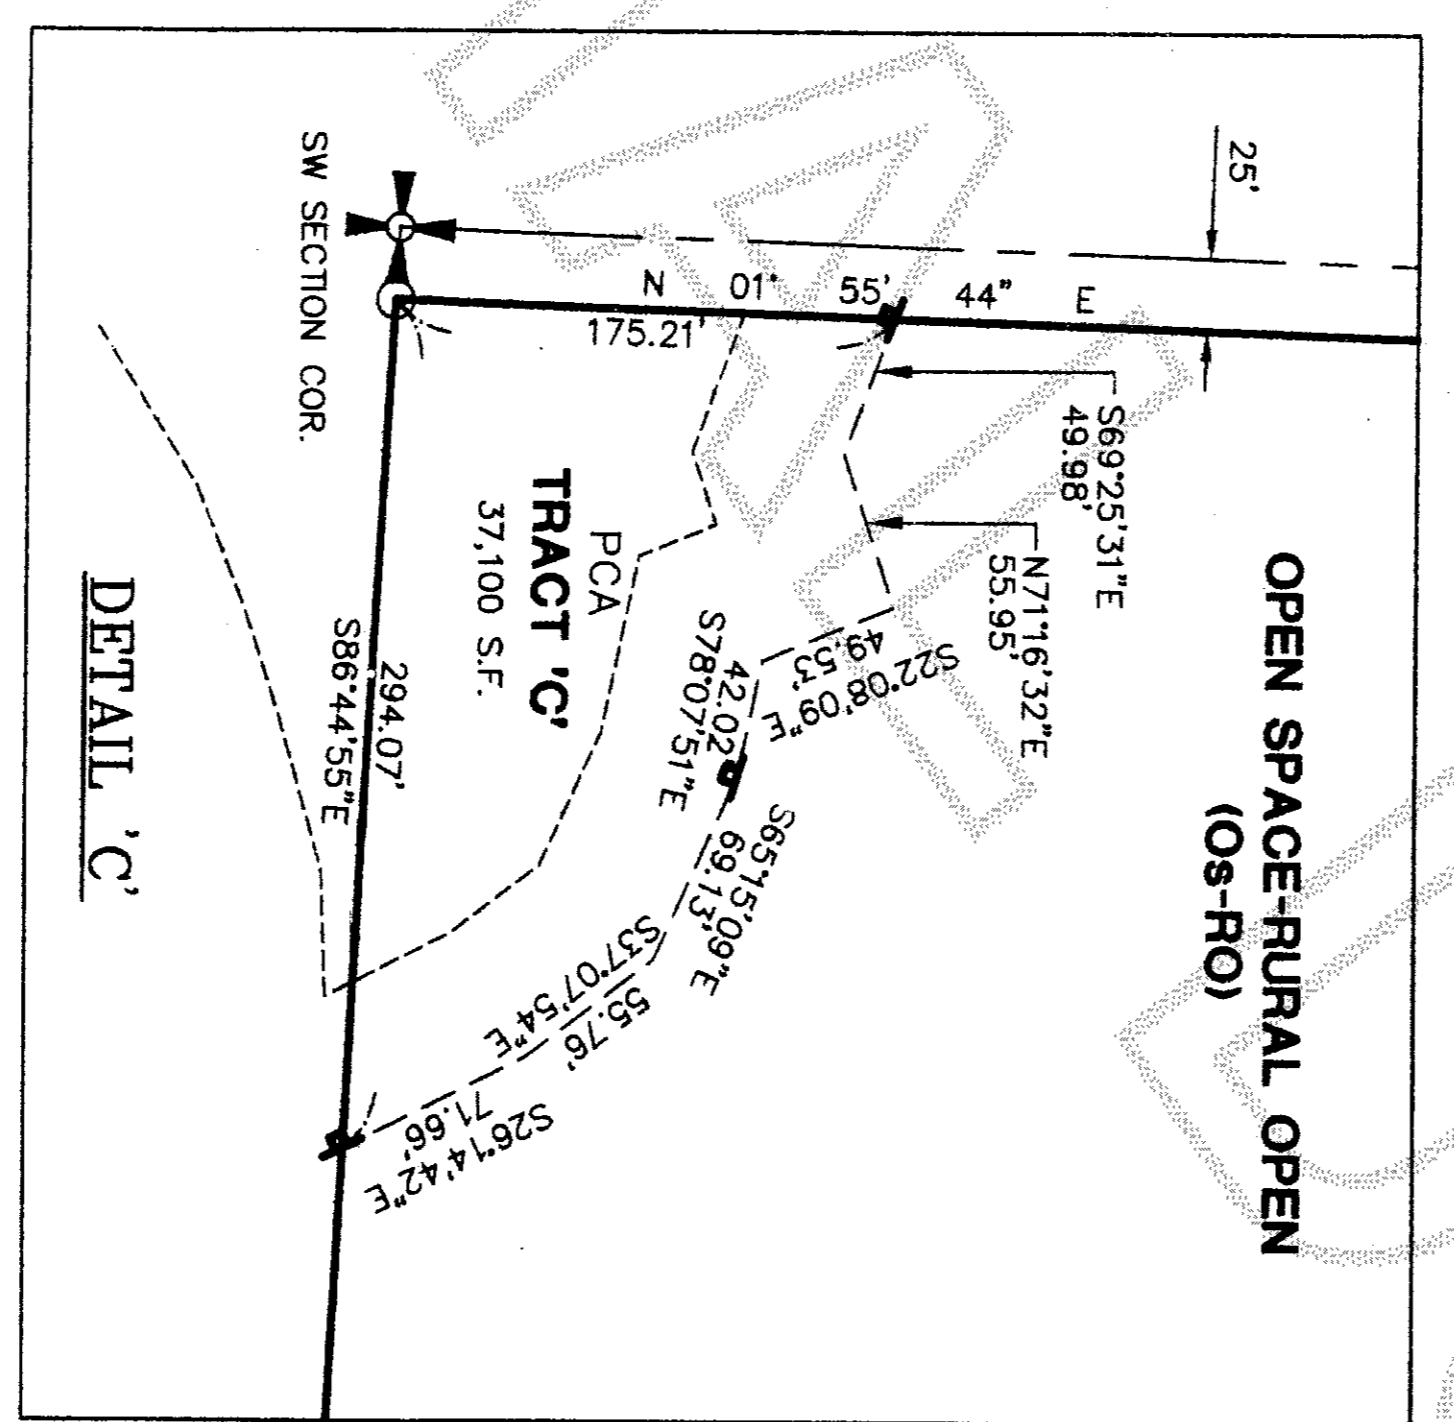 25'
SW SECTION COR.
N 01° 55' 44" E
175.21'
S69°25'31"E
49.98'
N71°16'32"E
55.95'
OPEN SPACE-RURAL OPEN
(Os-RO)
PCA
TRACT 'C'
37,100 S.F.
S22°08'09"E
49.53'
42.02'
S78°07'51"E
S65°15'09"E
69.13'
S37°07'54"E
55.76'
S26°14'42"E
71.66'
294.07'
S86°44'55"E
DETAIL 'C'